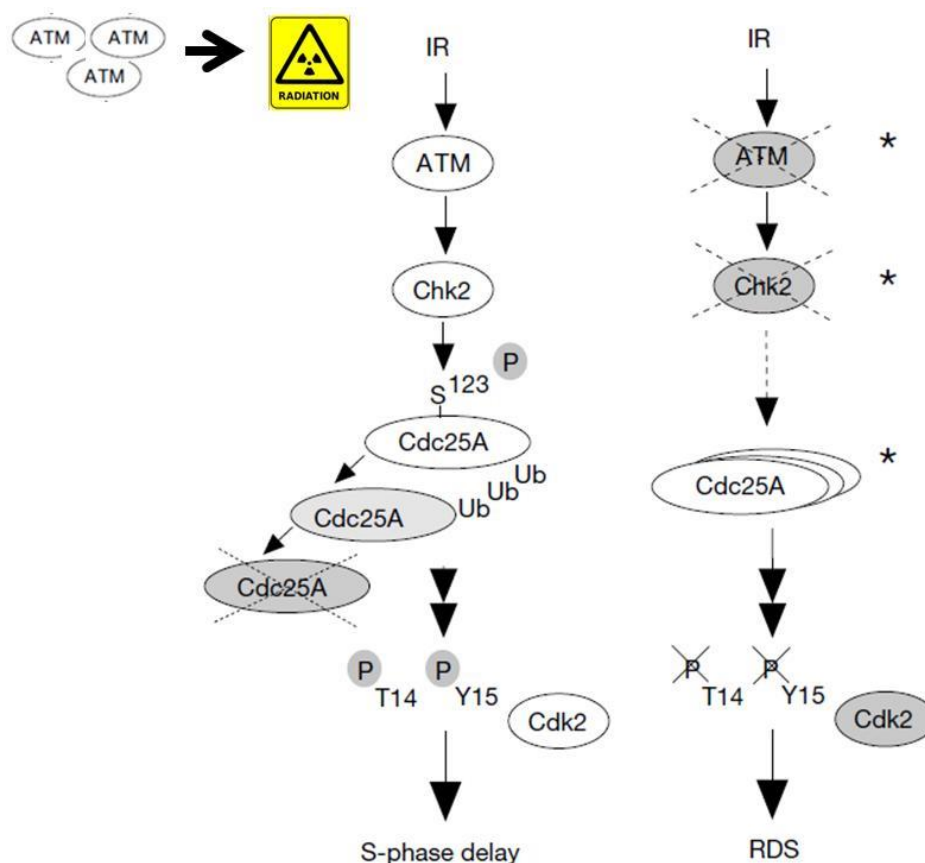 ATM ATM
ATM
RADIATION
IR
ATM
Chk2
P
S 123
Cdc25A
Ub Ub Ub
Cdc25A
Cdc25A
P T14 P Y15
Cdk2
S-phase delay
IR
ATM *
Chk2 *
Cdc25A *
P T14 P Y15
Cdk2
RDS